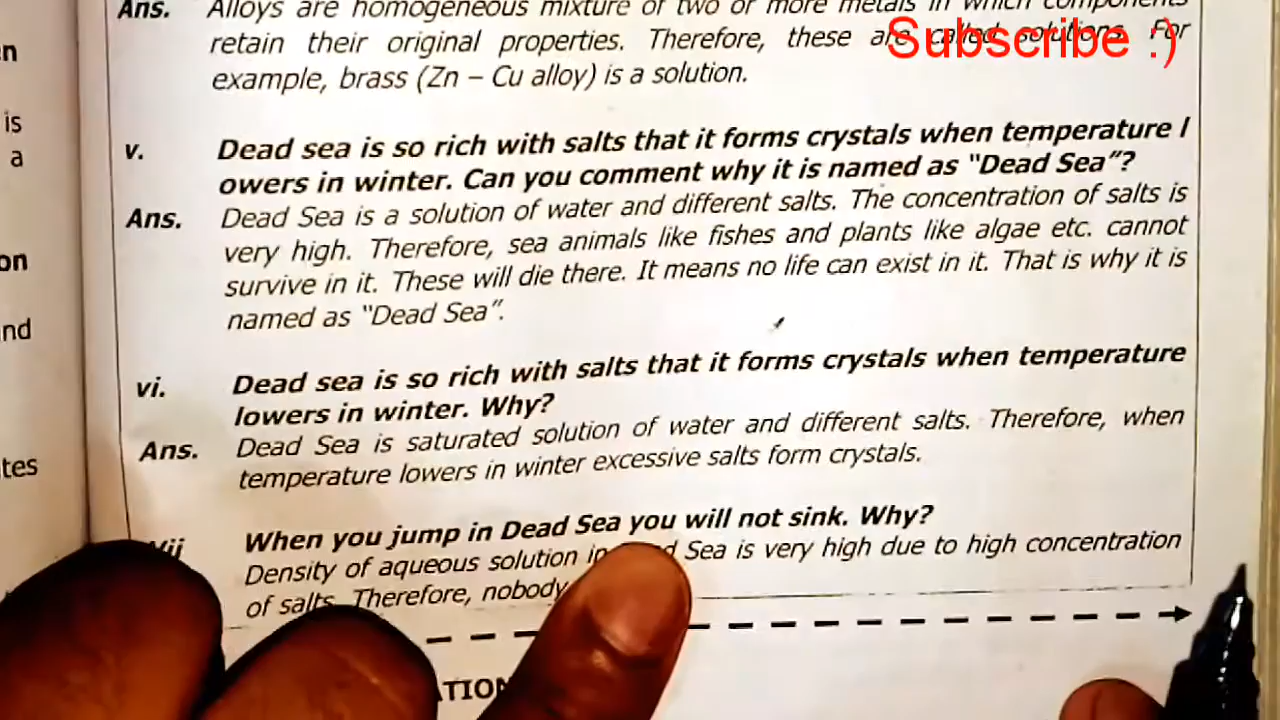 n
is
a
on
nd
tes
Ans. Alloys are homogeneous mixture of two or more metals in which components
retain their original properties. Therefore, these are called solutions. For
Subscribe :)
example, brass (Zn – Cu alloy) is a solution.
v. Dead sea is so rich with salts that it forms crystals when temperature l
owers in winter. Can you comment why it is named as "Dead Sea"?
Ans. Dead Sea is a solution of water and different salts. The concentration of salts is
very high. Therefore, sea animals like fishes and plants like algae etc. cannot
survive in it. These will die there. It means no life can exist in it. That is why it is
named as "Dead Sea".
vi. Dead sea is so rich with salts that it forms crystals when temperature
lowers in winter. Why?
Ans. Dead Sea is saturated solution of water and different salts. Therefore, when
temperature lowers in winter excessive salts form crystals.
When you jump in Dead Sea you will not sink. Why?
Density of aqueous solution in Sea is very high due to high concentration
of salts. Therefore, nobody